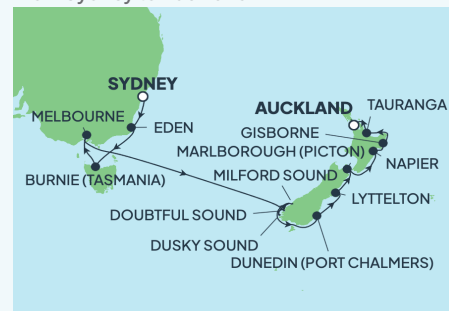 SYDNEY
MELBOURNE
EDEN
BURNIE (TASMANIA)
AUCKLAND
TAURANGA
GISBORNE
MARLBOROUGH (PICTON)
NAPIER
MILFORD SOUND
LYTTELTON
DOUBTFUL SOUND
DUSKY SOUND
DUNEDIN (PORT CHALMERS)